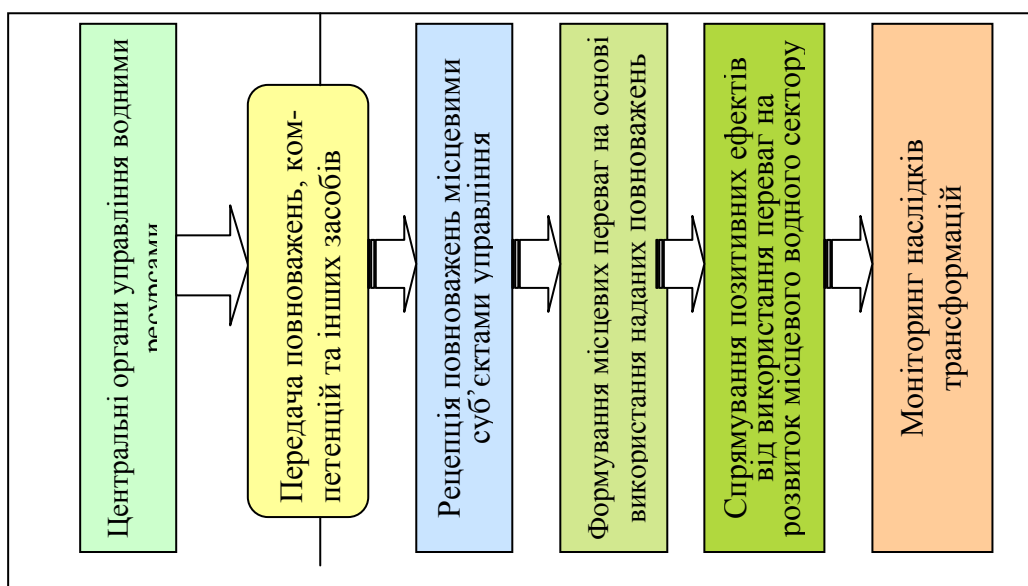 Центральні органи управління водними
ресурсами
Передача повноважень, ком-
петенцій та інших засобів
Рецепція повноважень місцевими
суб’єктами управління
Формування місцевих переваг на основі
використання наданих повноважень
Спрямування позитивних ефектів
від використання переваг на
розвиток місцевого водного сектору
Моніторинг наслідків
трансформацій